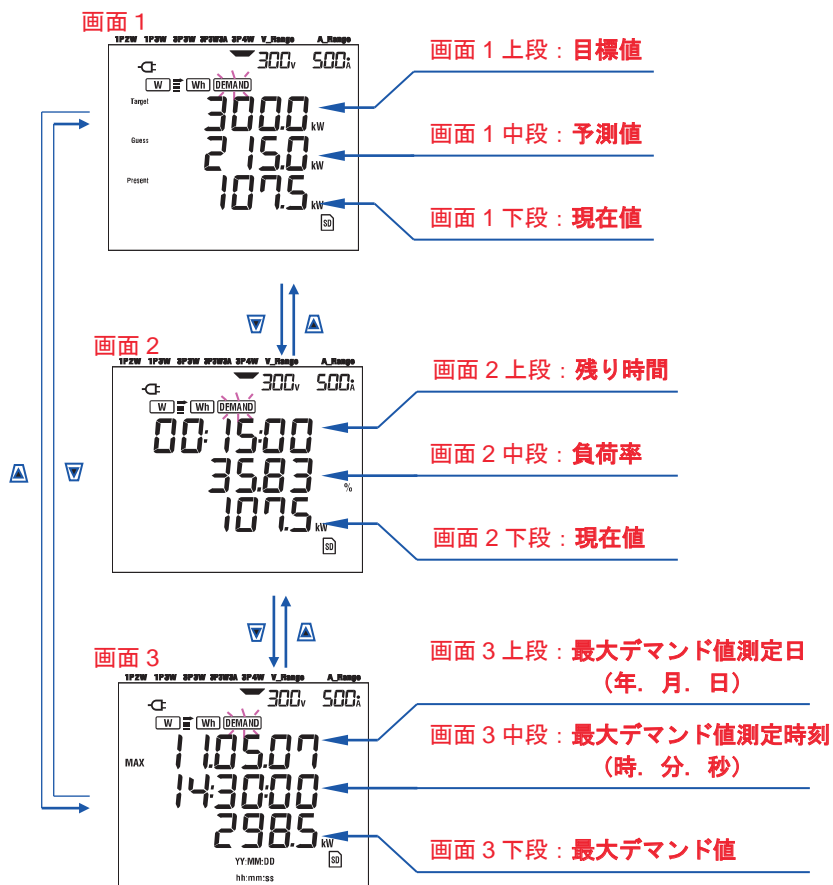 画面 1
1P2W 1P3W 3P3W 3P3W3A 3P4W V_Range A_Range
300V 500A
W Wh DEMAND
Target 300.0 kW
Guess 215.0 kW
Present 107.5 kW
SD
画面 1 上段：目標値
画面 1 中段：予測値
画面 1 下段：現在値
画面 2
1P2W 1P3W 3P3W 3P3W3A 3P4W V_Range A_Range
300V 500A
W Wh DEMAND
00:15:00
35.83 %
107.5 kW
SD
画面 2 上段：残り時間
画面 2 中段：負荷率
画面 2 下段：現在値
画面 3
1P2W 1P3W 3P3W 3P3W3A 3P4W V_Range A_Range
300V 500A
W Wh DEMAND
MAX 11.05.07
14:30:00
298.5 kW
YY:MM:DD
SD
hh:mm:ss
画面 3 上段：最大デマンド値測定日
（年．月．日）
画面 3 中段：最大デマンド値測定時刻
（時．分．秒）
画面 3 下段：最大デマンド値